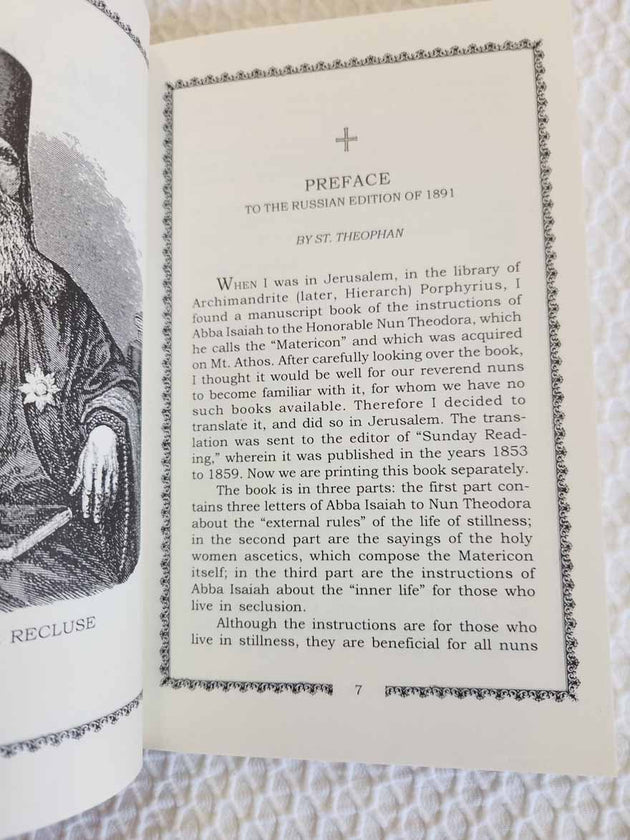 RECLUSE
PREFACE
TO THE RUSSIAN EDITION OF 1891
BY ST. THEOPHAN
WHEN I was in Jerusalem, in the library of
Archimandrite (later, Hierarch) Porphyrius, I
found a manuscript book of the instructions of
Abba Isaiah to the Honorable Nun Theodora, which
he calls the “Matericon” and which was acquired
on Mt. Athos. After carefully looking over the book,
I thought it would be well for our reverend nuns
to become familiar with it, for whom we have no
such books available. Therefore I decided to
translate it, and did so in Jerusalem. The trans-
lation was sent to the editor of “Sunday Read-
ing,” wherein it was published in the years 1853
to 1859. Now we are printing this book separately.
The book is in three parts: the first part con-
tains three letters of Abba Isaiah to Nun Theodora
about the “external rules” of the life of stillness;
in the second part are the sayings of the holy
women ascetics, which compose the Matericon
itself; in the third part are the instructions of
Abba Isaiah about the “inner life” for those who
live in seclusion.
Although the instructions are for those who
live in stillness, they are beneficial for all nuns
7